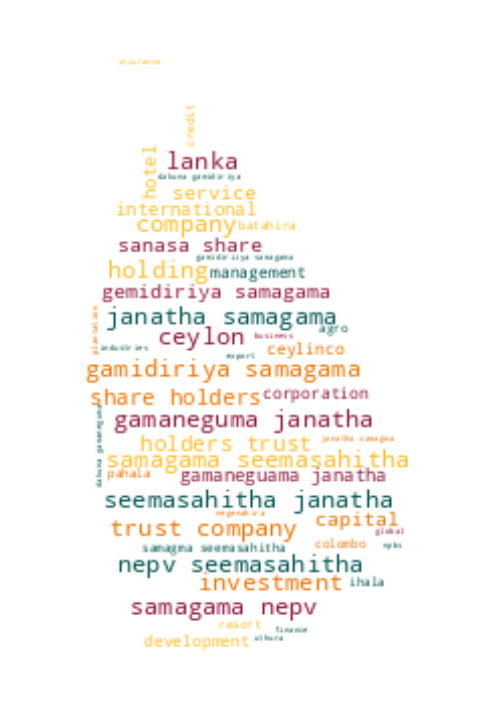 insurance
credit
hotel
lanka
dakuna gamidiriya
service
international
company batahira
sanasa share
gamidiriya samagama
holding management
gemidiriya samagama
plantation
janatha samagama
agro
ceylon business
industries ceylinco
export
gamidiriya samagama
share holders corporation
dakuna gamaneguma
gamaneguma janatha
holders trust janatha samagma
samagama seemasahitha
pahala gamaneguama janatha
seemasahitha janatha
negenahira
trust company capital
global
samagma seemasahitha colombo
nepv seemasahitha
investment ihala
samagama nepv
resort
finance
development uthura